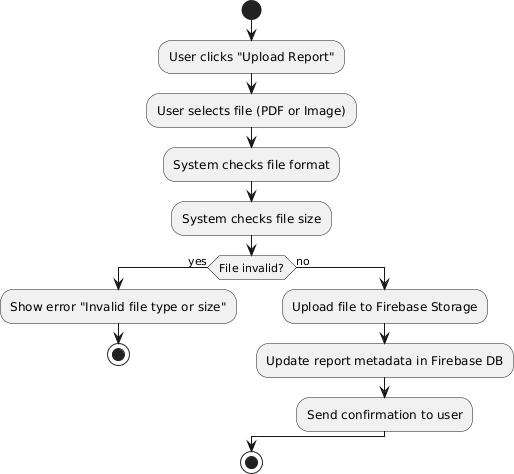 User clicks "Upload Report"
User selects file (PDF or Image)
System checks file format
System checks file size
yes
File invalid?
no
Show error "Invalid file type or size"
Upload file to Firebase Storage
Update report metadata in Firebase DB
Send confirmation to user